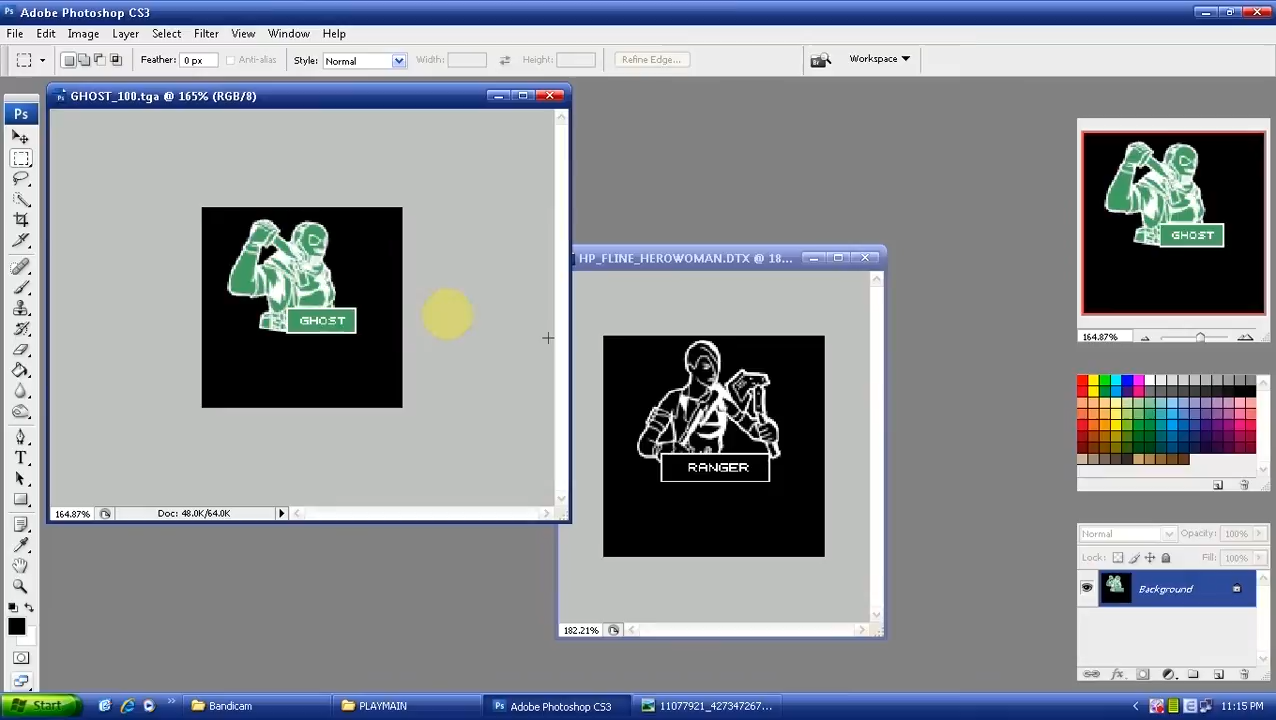 Ps Adobe Photoshop CS3
File Edit Image Layer Select Filter View Window Help
Feather: 0 px Anti-alias Style: Normal Width: Height: Refine Edge... Workspace
GHOST_100.tga @ 165% (RGB/8)
Ps
GHOST
GHOST
HP_FLINE_HEROWOMAN.DTX @ 18...
164.87%
RANGER
164.87% Doc: 48.0K/64.0K
Normal Opacity: 100%
Lock: Fill: 100%
Background
182.21%
Start Bandicam PLAYMAIN Adobe Photoshop CS3 11077921_427347267... 11:15 PM